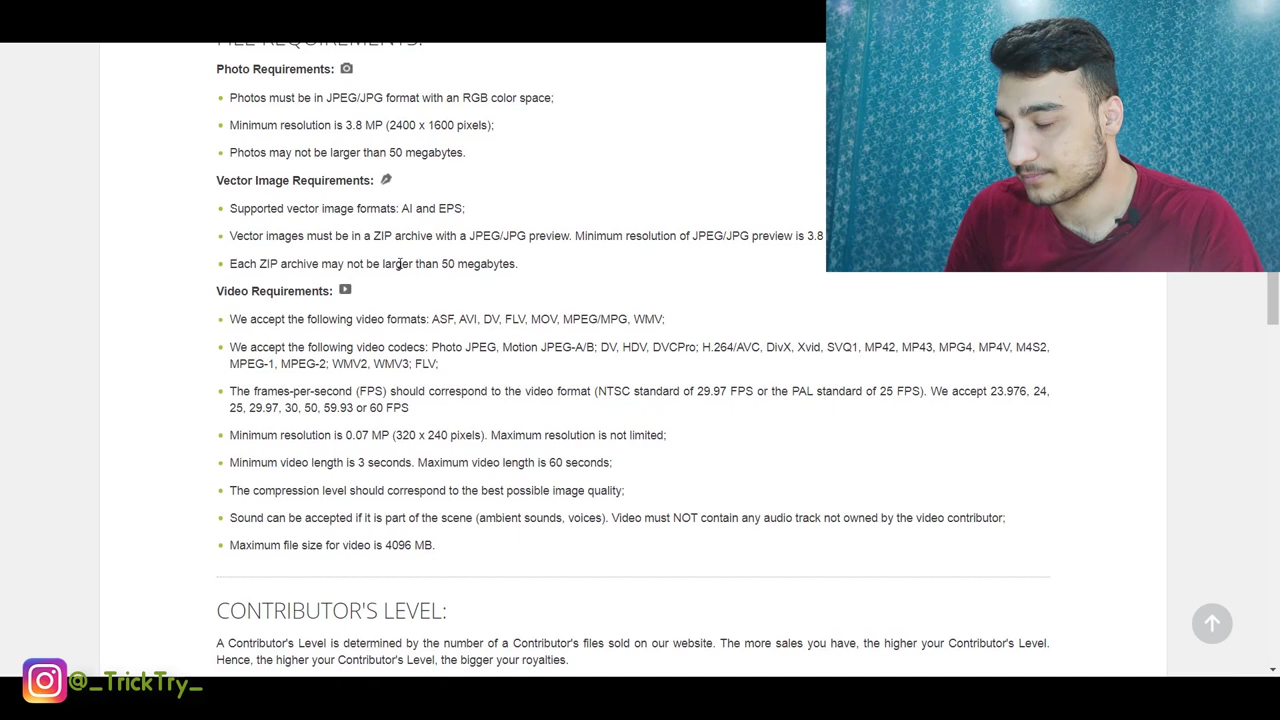 FILE REQUIREMENTS:
Photo Requirements:
Photos must be in JPEG/JPG format with an RGB color space;
Minimum resolution is 3.8 MP (2400 x 1600 pixels);
Photos may not be larger than 50 megabytes.
Vector Image Requirements:
Supported vector image formats: AI and EPS;
Vector images must be in a ZIP archive with a JPEG/JPG preview. Minimum resolution of JPEG/JPG preview is 3.8
Each ZIP archive may not be larger than 50 megabytes.
Video Requirements:
We accept the following video formats: ASF, AVI, DV, FLV, MOV, MPEG/MPG, WMV;
We accept the following video codecs: Photo JPEG, Motion JPEG-A/B; DV, HDV, DVCPro; H.264/AVC, DivX, Xvid, SVQ1, MP42, MP43, MPG4, MP4V, M4S2,
MPEG-1, MPEG-2; WMV2, WMV3; FLV;
The frames-per-second (FPS) should correspond to the video format (NTSC standard of 29.97 FPS or the PAL standard of 25 FPS). We accept 23.976, 24,
25, 29.97, 30, 50, 59.93 or 60 FPS
Minimum resolution is 0.07 MP (320 x 240 pixels). Maximum resolution is not limited;
Minimum video length is 3 seconds. Maximum video length is 60 seconds;
The compression level should correspond to the best possible image quality;
Sound can be accepted if it is part of the scene (ambient sounds, voices). Video must NOT contain any audio track not owned by the video contributor;
Maximum file size for video is 4096 MB.
CONTRIBUTOR'S LEVEL:
A Contributor's Level is determined by the number of a Contributor's files sold on our website. The more sales you have, the higher your Contributor's Level.
Hence, the higher your Contributor's Level, the bigger your royalties.
@_TrickTry_